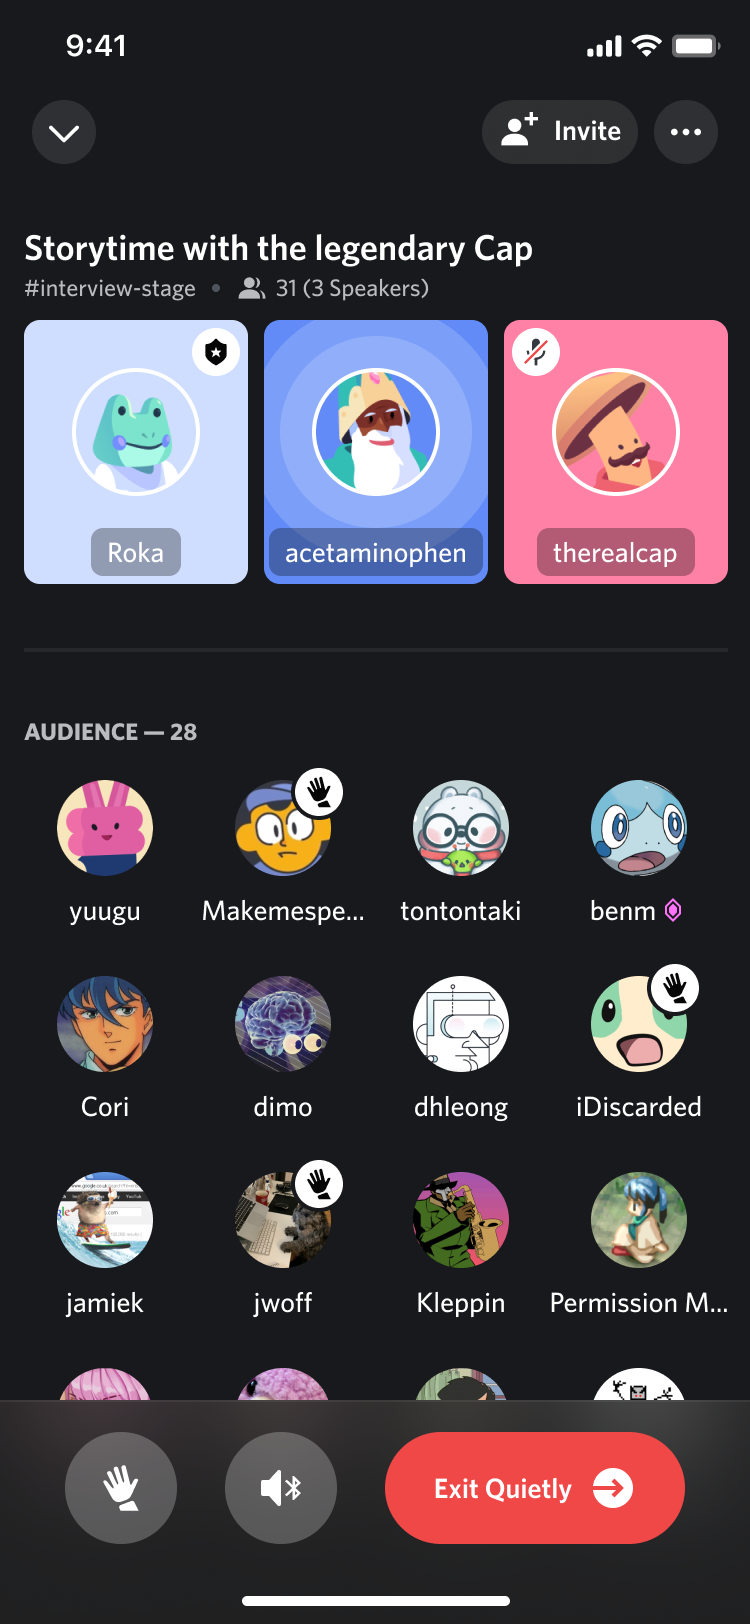 9:41
Invite
Storytime with the legendary Cap
#interview-stage • 31 (3 Speakers)
Roka
acetaminophen
therealcap
AUDIENCE — 28
yuugu
Makemespe...
tontontaki
benm
Cori
dimo
dhleong
iDiscarded
jamiek
jwoff
Kleppin
Permission M...
Exit Quietly